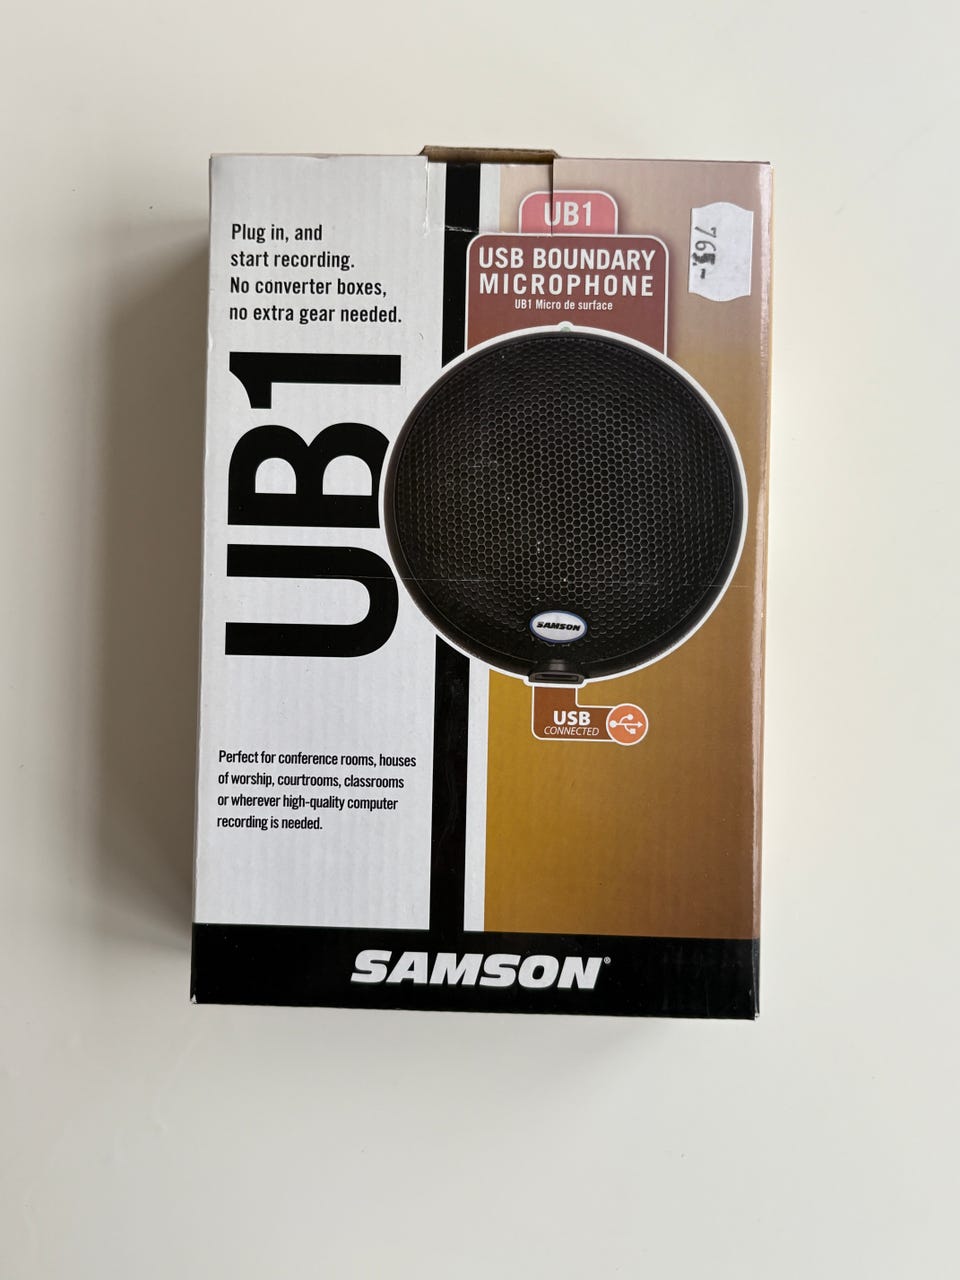 Plug in, and
start recording.
No converter boxes,
no extra gear needed.
UB1
Perfect for conference rooms, houses
of worship, courtrooms, classrooms
or wherever high-quality computer
recording is needed.
UB1
USB BOUNDARY
MICROPHONE
UB1 Micro de surface
765.-
SAMSON
USB
CONNECTED
SAMSON®